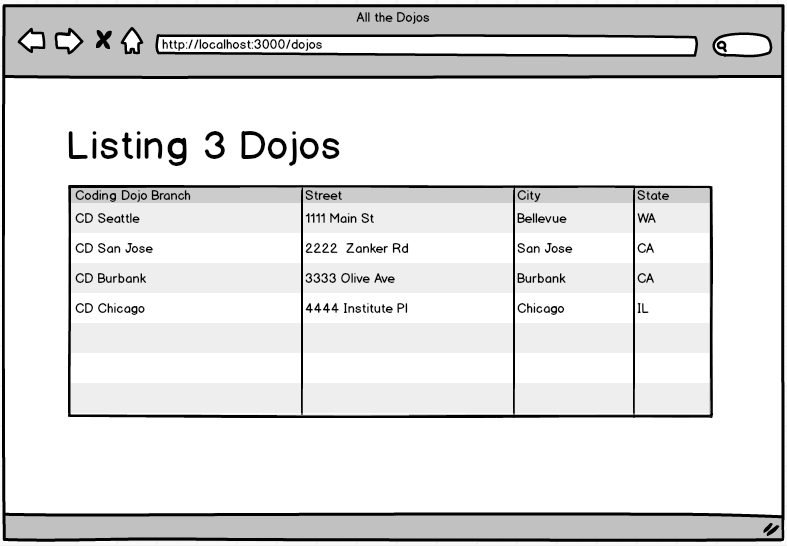 All the Dojos
http://localhost:3000/dojos
Listing 3 Dojos
Coding Dojo Branch Street City State
CD Seattle 1111 Main St Bellevue WA
CD San Jose 2222 Zanker Rd San Jose CA
CD Burbank 3333 Olive Ave Burbank CA
CD Chicago 4444 Institute Pl Chicago IL